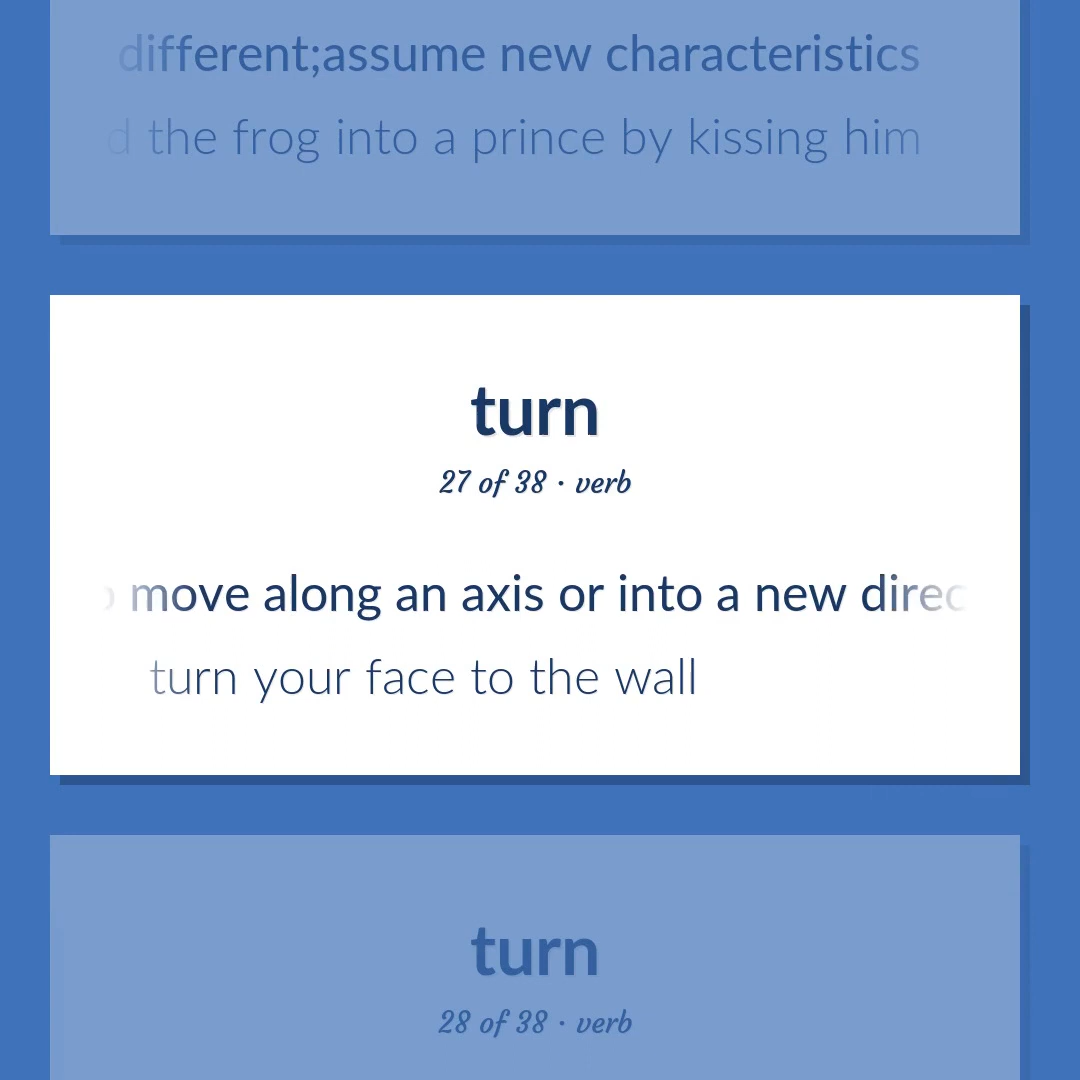 different;assume new characteristics
the frog into a prince by kissing him
turn
27 of 38 · verb
move along an axis or into a new direc
turn your face to the wall
turn
28 of 38 · verb